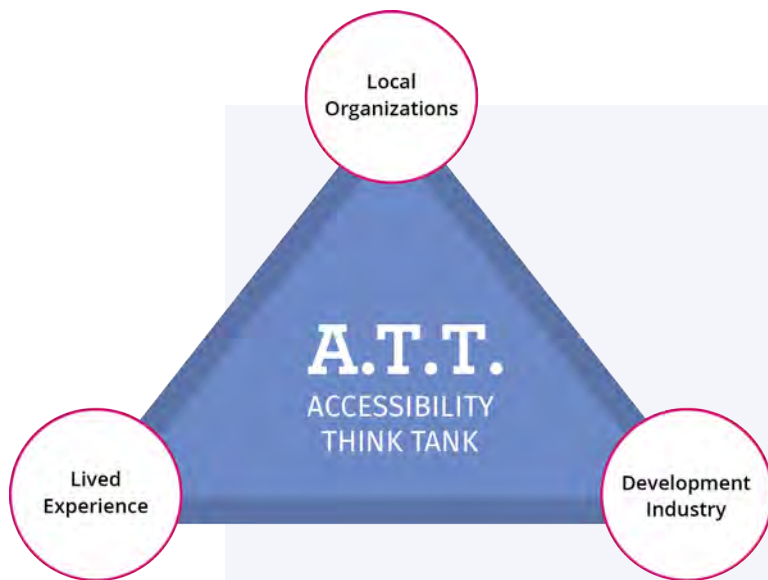 Local
Organizations
A.T.T.
ACCESSIBILITY
THINK TANK
Lived
Experience
Development
Industry